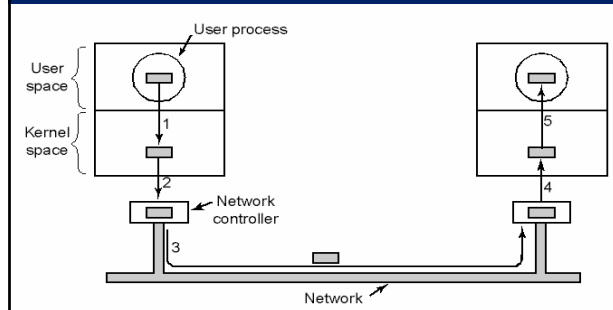 User process
User
space
1
5
Kernel
space
2
4
Network
controller
3
Network